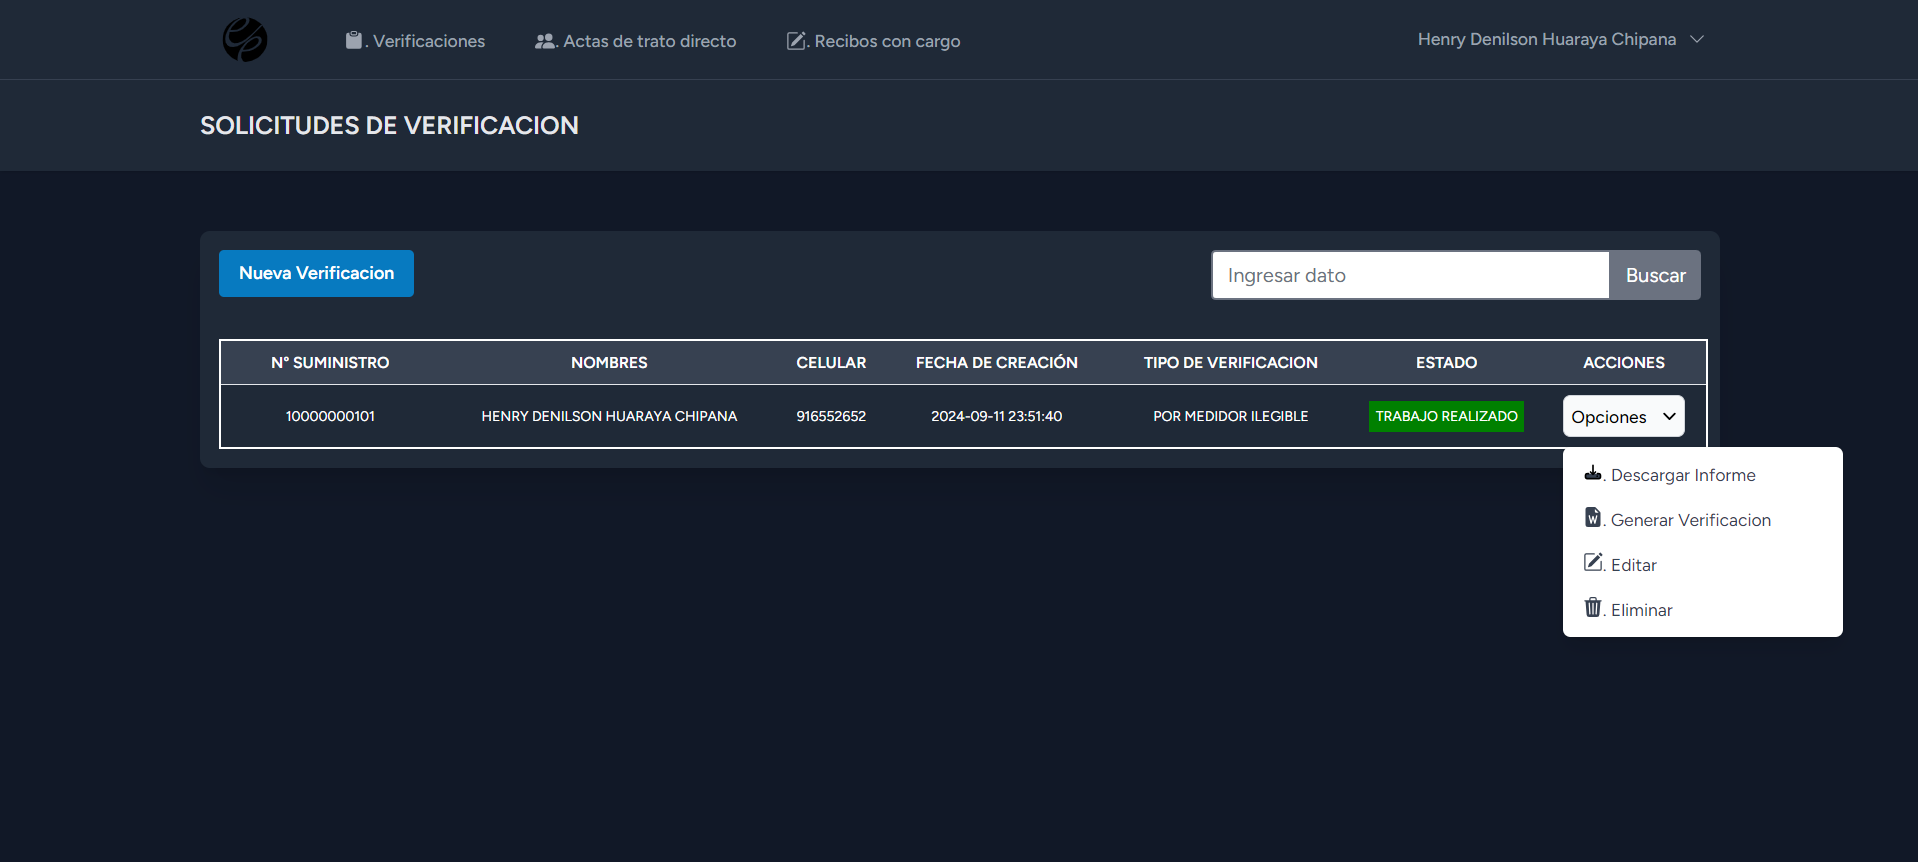 . Verificaciones
. Actas de trato directo
. Recibos con cargo
Henry Denilson Huaraya Chipana
SOLICITUDES DE VERIFICACION
Nueva Verificacion
Ingresar dato
Buscar
N° SUMINISTRO NOMBRES CELULAR FECHA DE CREACIÓN TIPO DE VERIFICACION ESTADO ACCIONES
10000000101 HENRY DENILSON HUARAYA CHIPANA 916552652 2024-09-11 23:51:40 POR MEDIDOR ILEGIBLE TRABAJO REALIZADO Opciones
. Descargar Informe
W. Generar Verificacion
. Editar
. Eliminar